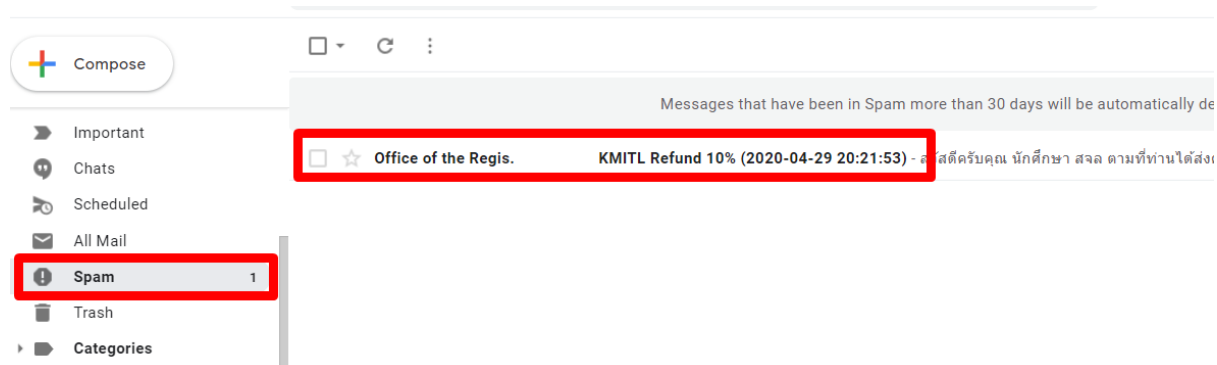 Compose
Messages that have been in Spam more than 30 days will be automatically de
Important
Office of the Regis. KMITL Refund 10% (2020-04-29 20:21:53) - สวัสดีครับคุณ นักศึกษา สจล ตามที่ท่านได้ส่ง
Chats
Scheduled
All Mail
Spam 1
Trash
Categories